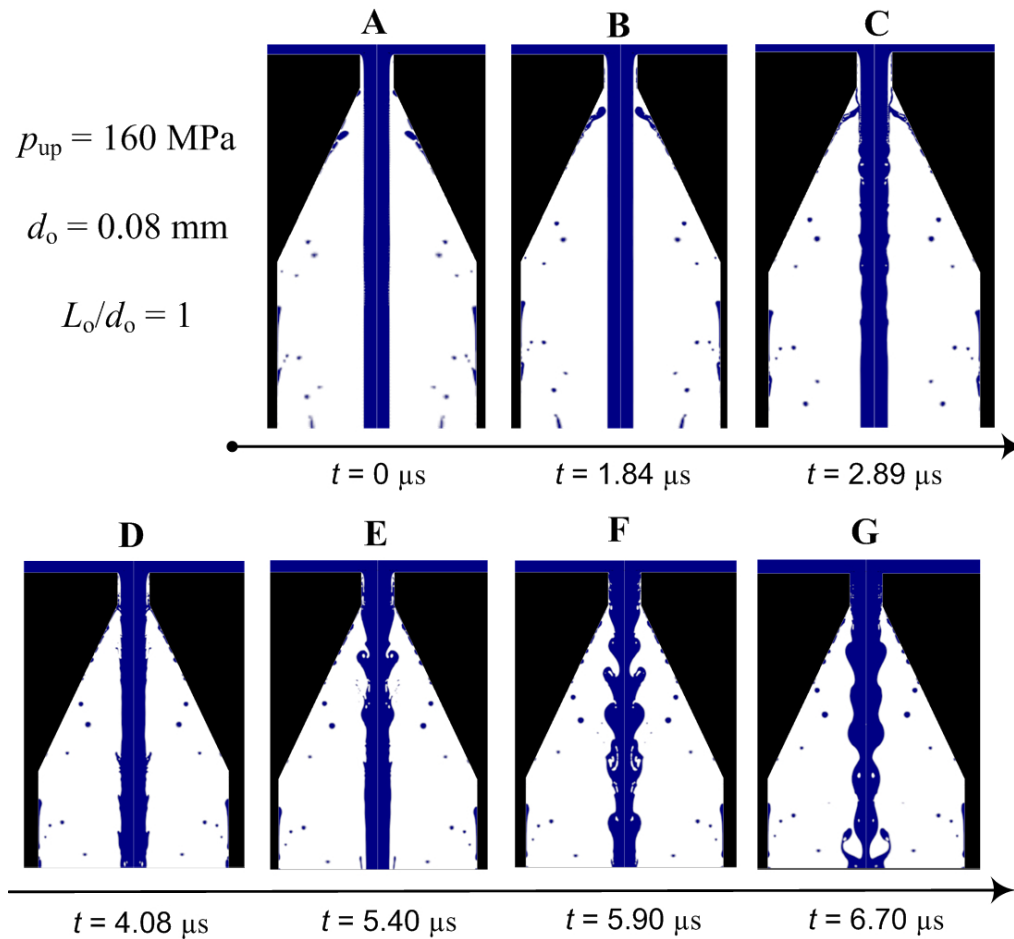 A B C
p_up = 160 MPa
d_o = 0.08 mm
L_o/d_o = 1
t = 0 μs t = 1.84 μs t = 2.89 μs
D E F G
t = 4.08 μs t = 5.40 μs t = 5.90 μs t = 6.70 μs